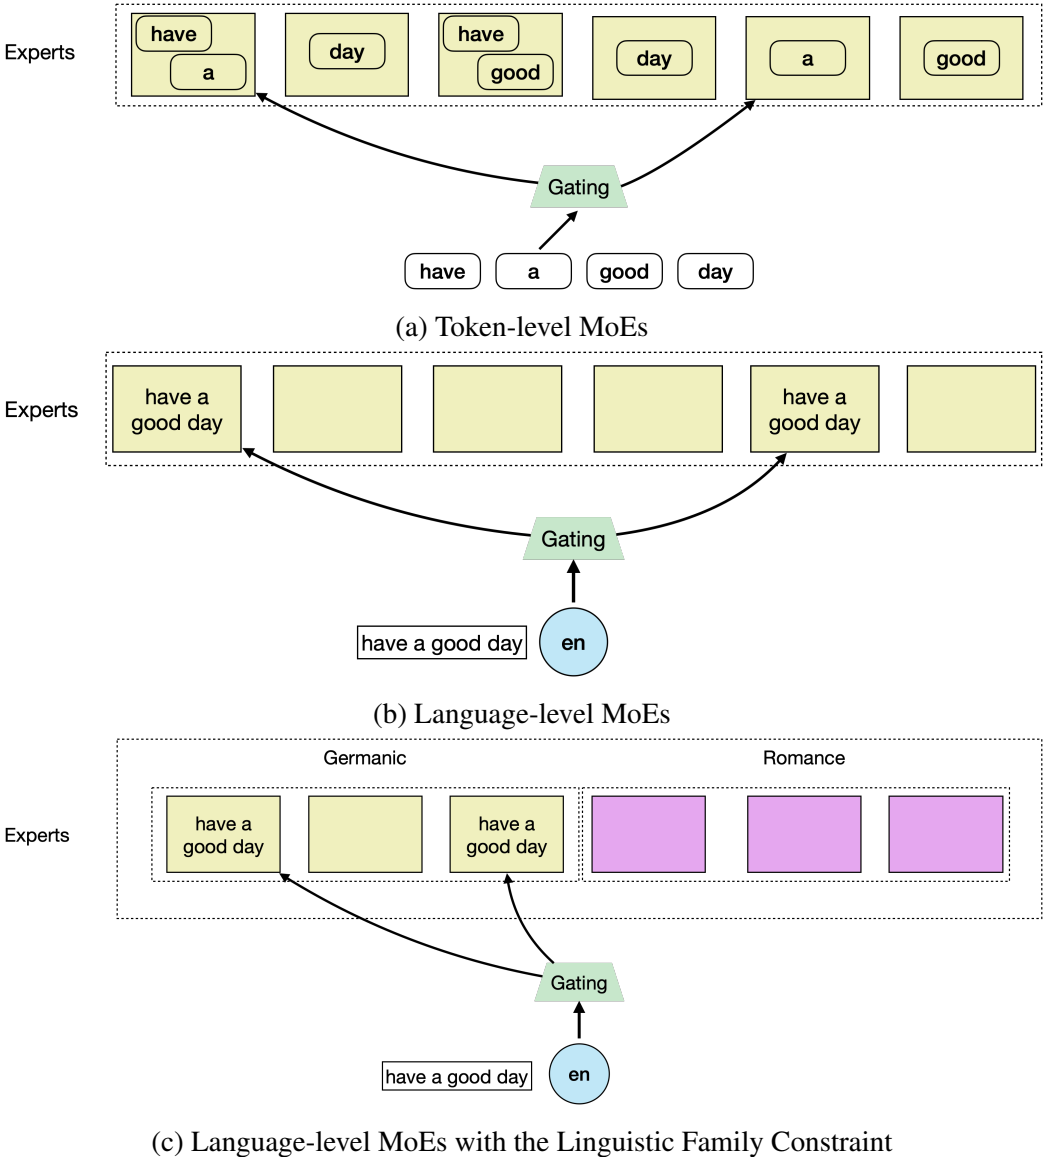 Experts
have
a
day
have
good
day
a
good
Gating
have a good day
(a) Token-level MoEs
Experts
have a
good day
have a
good day
Gating
have a good day
en
(b) Language-level MoEs
Germanic
Romance
Experts
have a
good day
have a
good day
Gating
have a good day
en
(c) Language-level MoEs with the Linguistic Family Constraint